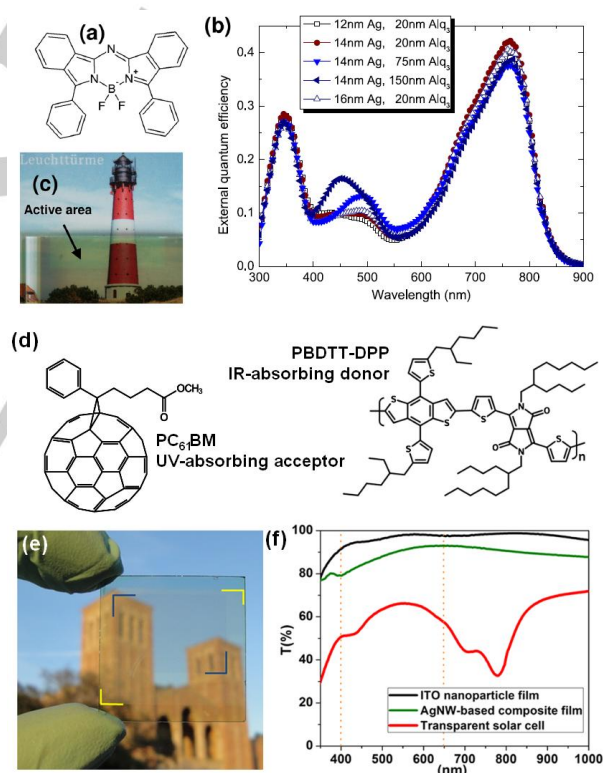 (a)
N
N
N
+
B
F
F
(b)
12nm Ag, 20nm Alq3
14nm Ag, 20nm Alq3
14nm Ag, 75nm Alq3
14nm Ag, 150nm Alq3
16nm Ag, 20nm Alq3
External quantum efficiency
0,4
0,3
0,2
0,1
0,0
300 400 500 600 700 800 900
Wavelength (nm)
Leuchttürme
(c)
Active area
(d)
OCH3
O
PC61BM
UV-absorbing acceptor
PBDTT-DPP
IR-absorbing donor
S
S
S
S
S
O
N
N
O
S
n
(e)
(f)
T(%)
100
80
60
40
20
0
ITO nanoparticle film
AgNW-based composite film
Transparent solar cell
400 500 600 700 800 900 1000
(nm)